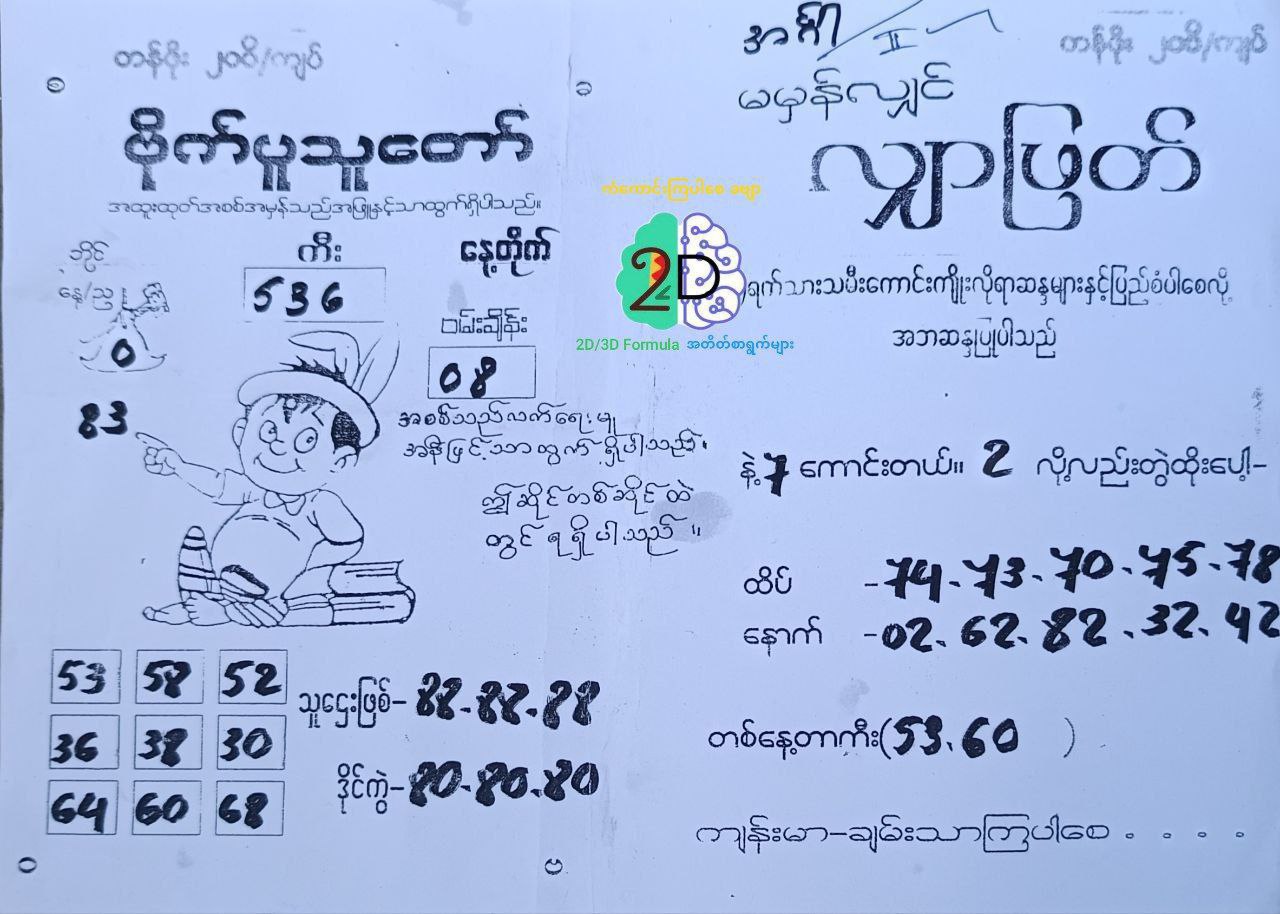 တန်ဖိုး ၂၀၀ိ/ကျပ်
ဗိုက်ပူသူတော်
အထူးထုတ်အစစ်အမှန်သည်အဖြူနှင့်သာထွက်ရှိပါသည်။
ဘိုင်
နေ့/ည
0
83
ကီး
536
နေ့တိုက်
ဝမ်းချိန်း
08
အစစ်သည်လက်ရေးမူ
အနီဖြင့်သာထွက်ရှိပါသည်။
ဤဆိုင်တစ်ဆိုင်ထဲ
တွင် ရရှိပါသည် ။
53 58 52
36 38 30
64 60 68
သူဌေးဖြစ်- 88.88.88
ဒိုင်ကွဲ- 80.80.80
အင်္ဂါ II
တန်ဖိုး ၂၀၀ိ/ကျပ်
မမှန်လျှင်
လျှာဖြတ်
ကံကောင်းကြပါစေ ခဗျာ
2D
2D/3D Formula အတိတ်စာရွက်များ
ရက်သားသမီးကောင်းကျိုးလိုရာဆန္ဒများနှင့်ပြည့်စုံပါစေလို့
အဘဆန္ဒပြုပါသည်
နဲ့ 7 ကောင်းတယ်။ 2 လို့လည်းတွဲထိုးပေါ့-
ထိပ် -74.73.70.75.78
နောက် -02.62.82.32.42
တစ်နေ့တာကီး(53.60 )
ကျန်းမာ-ချမ်းသာကြပါစေ ။ ။ ။ ။